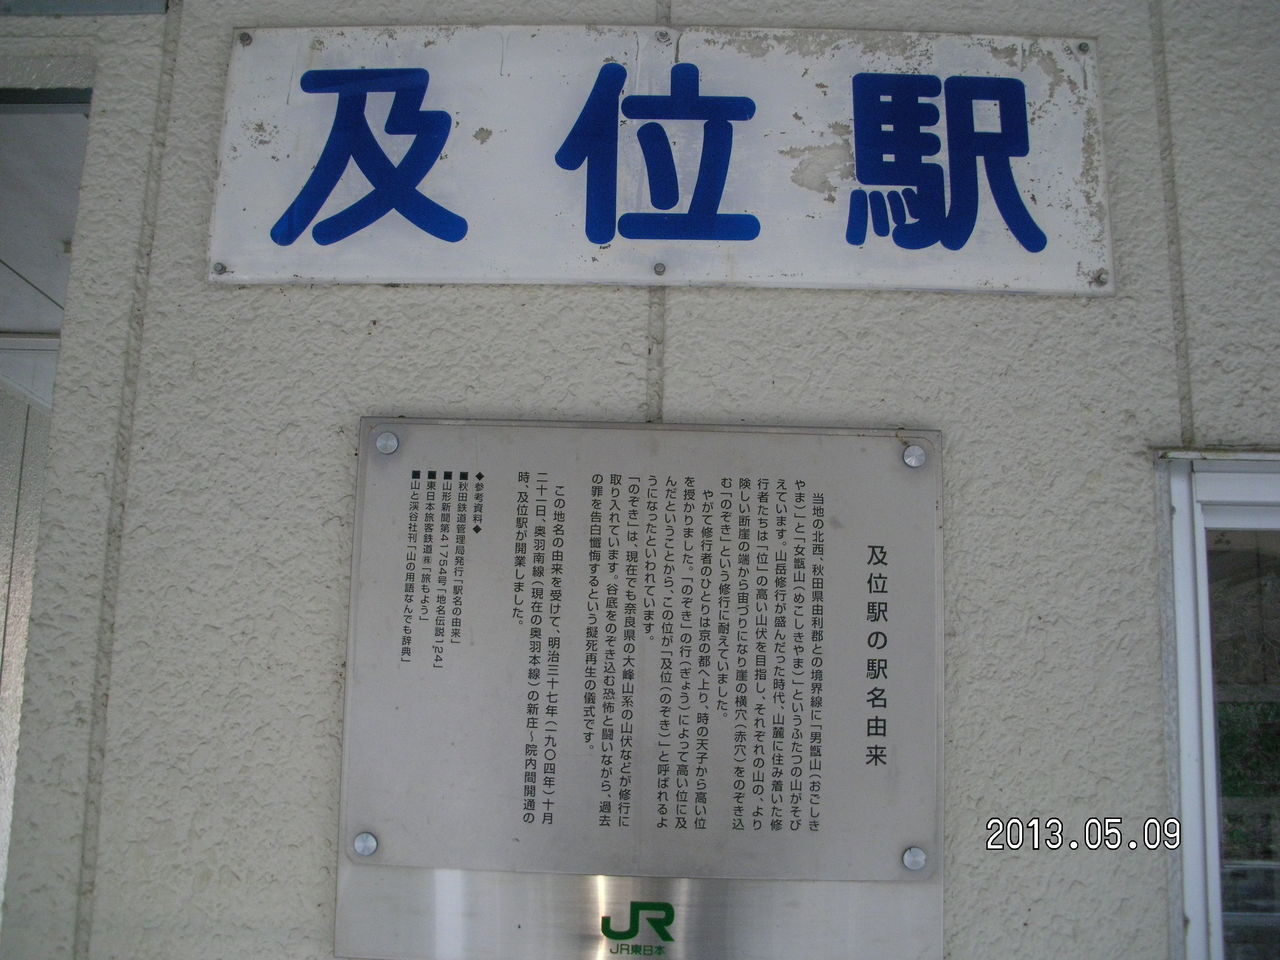 及位駅
及位駅の駅名由来
当地の北西、秋田県由利郡との境界線に「男甑山(おごしき
やま)」と「女甑山(めごしきやま)」というふたつの山がそび
えています。山岳修行が盛んだった時代、山麓に住み着いた修
行者たちは「位」の高い山伏を目指し、それぞれの山の、より
険しい断崖の端から宙づりになり崖の横穴(赤穴)をのぞき込
む「のぞき」という修行に耐えていました。
やがて修行者のひとりは京の都へ上り、時の天子から高い位
を授かりました。「のぞき」の行(ぎょう)によって高い位に及
んだということから、この位が「及位(のぞき)」と呼ばれるよ
うになったといわれています。
「のぞき」は、現在でも奈良県の大峰山系の山伏などが修行に
取り入れています。谷底をのぞき込む恐怖と闘いながら、過去
の罪を告白懺悔するという擬死再生の儀式です。
この地名の由来を受けて、明治三十七年(一九〇四年)十月
二十一日、奥羽南線(現在の奥羽本線)の新庄~院内間開通の
時、及位駅が開業しました。
◆参考資料◆
■秋田鉄道管理局発行「駅名の由来」
■山形新聞第41754号「地名伝説124」
■東日本旅客鉄道㈱「旅もよう」
■山と渓谷社刊「山の用語なんでも辞典」
JR
JR東日本
2013.05.09